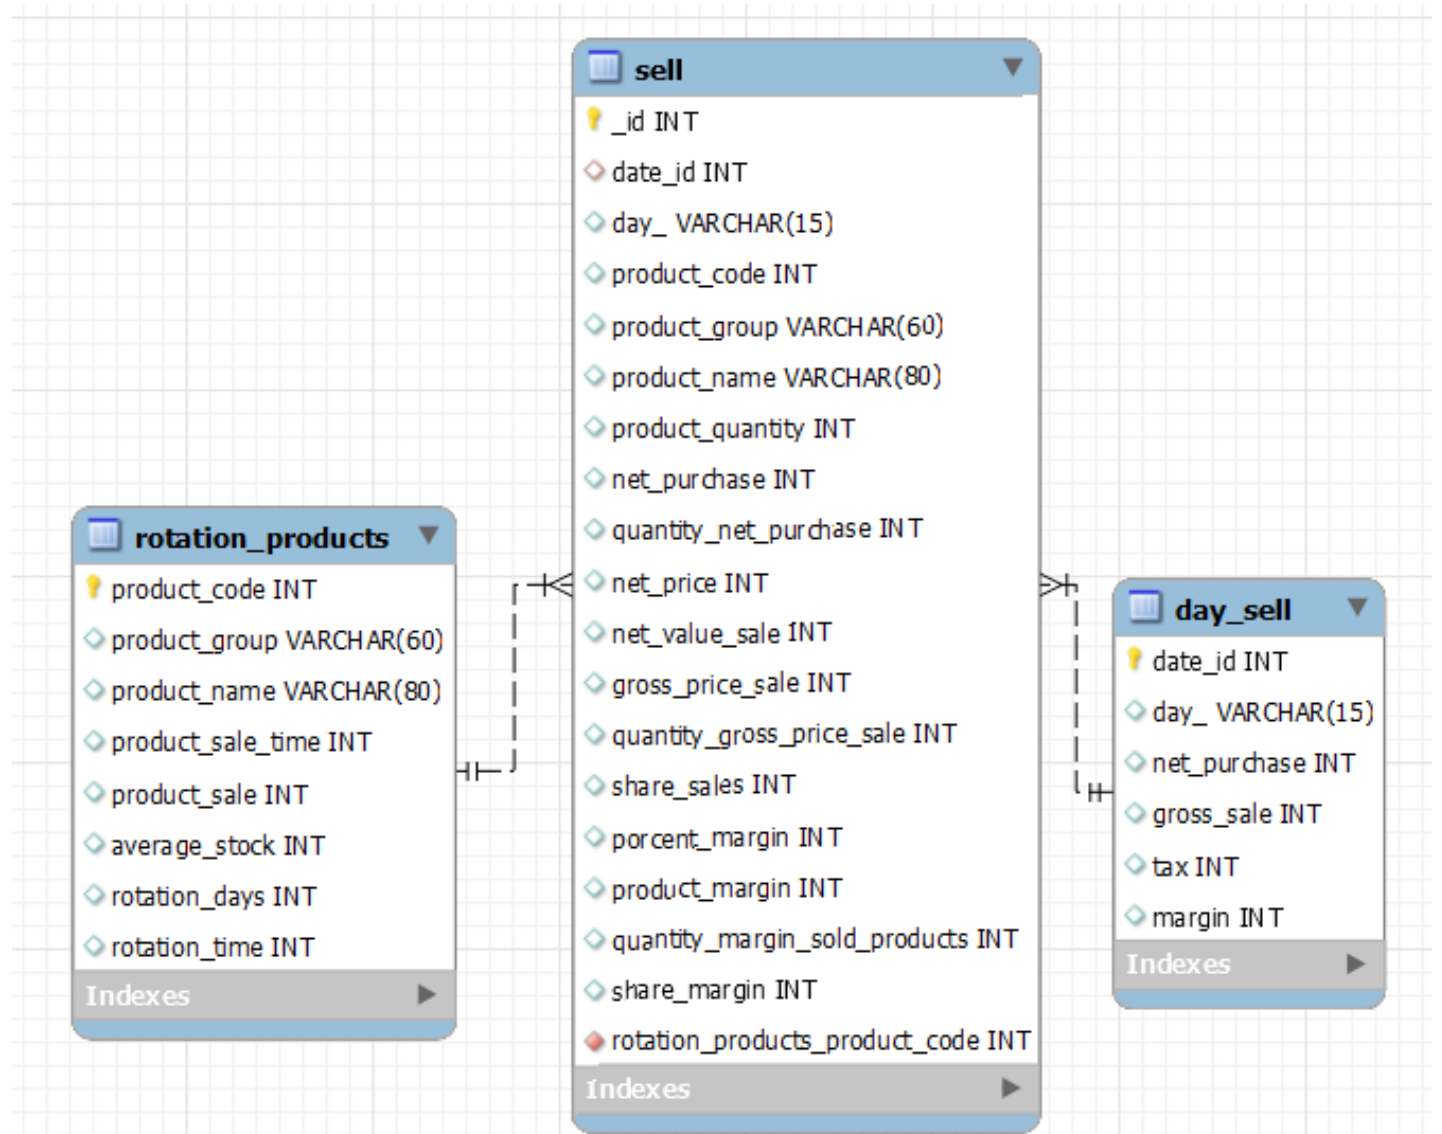 sell
_id INT
date_id INT
day_ VARCHAR(15)
product_code INT
product_group VARCHAR(60)
product_name VARCHAR(80)
product_quantity INT
net_purchase INT
quantity_net_purchase INT
net_price INT
net_value_sale INT
gross_price_sale INT
quantity_gross_price_sale INT
share_sales INT
porcent_margin INT
product_margin INT
quantity_margin_sold_products INT
share_margin INT
rotation_products_product_code INT
Indexes
rotation_products
product_code INT
product_group VARCHAR(60)
product_name VARCHAR(80)
product_sale_time INT
product_sale INT
average_stock INT
rotation_days INT
rotation_time INT
Indexes
day_sell
date_id INT
day_ VARCHAR(15)
net_purchase INT
gross_sale INT
tax INT
margin INT
Indexes